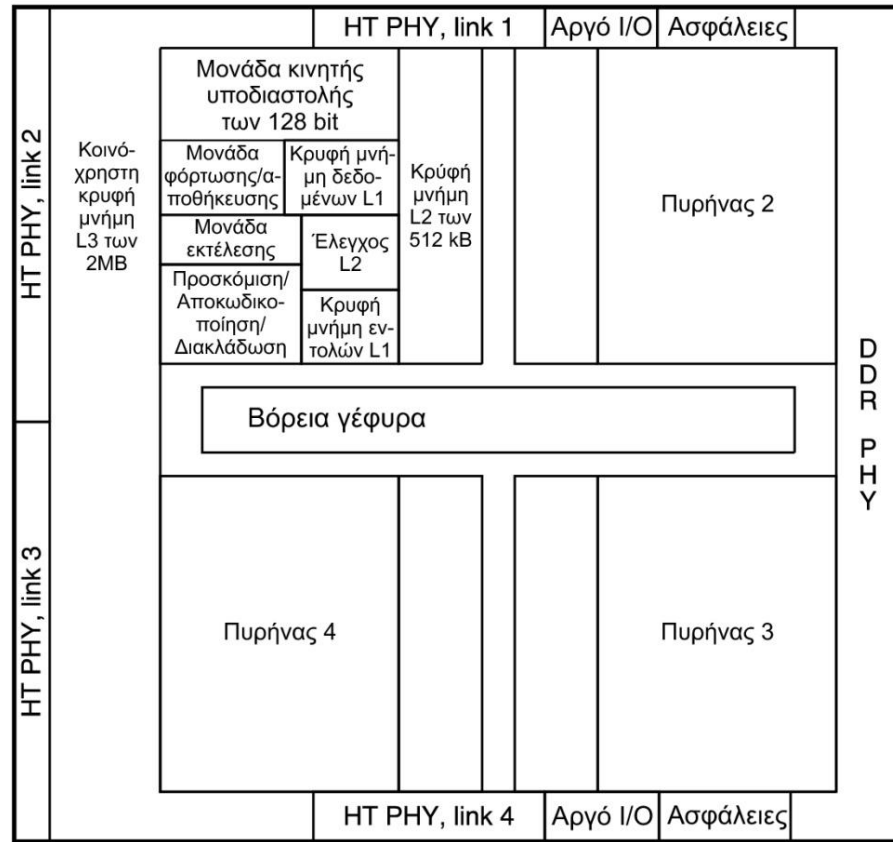 HT PHY, link 1
Αργό I/O
Ασφάλειες
HT PHY, link 2
Κοινό-
χρηστη
κρυφή
μνήμη
L3 των
2MB
Μονάδα κινητής
υποδιαστολής
των 128 bit
Μονάδα
φόρτωσης/α-
ποθήκευσης
Κρυφή μνή-
μη δεδο-
μένων L1
Μονάδα
εκτέλεσης
Έλεγχος
L2
Προσκόμιση/
Αποκωδικο-
ποίηση/
Διακλάδωση
Κρυφή
μνήμη εν-
τολών L1
Κρύφή
μνήμη
L2 των
512 kB
Πυρήνας 2
Βόρεια γέφυρα
DDR PHY
HT PHY, link 3
Πυρήνας 4
Πυρήνας 3
HT PHY, link 4
Αργό I/O
Ασφάλειες